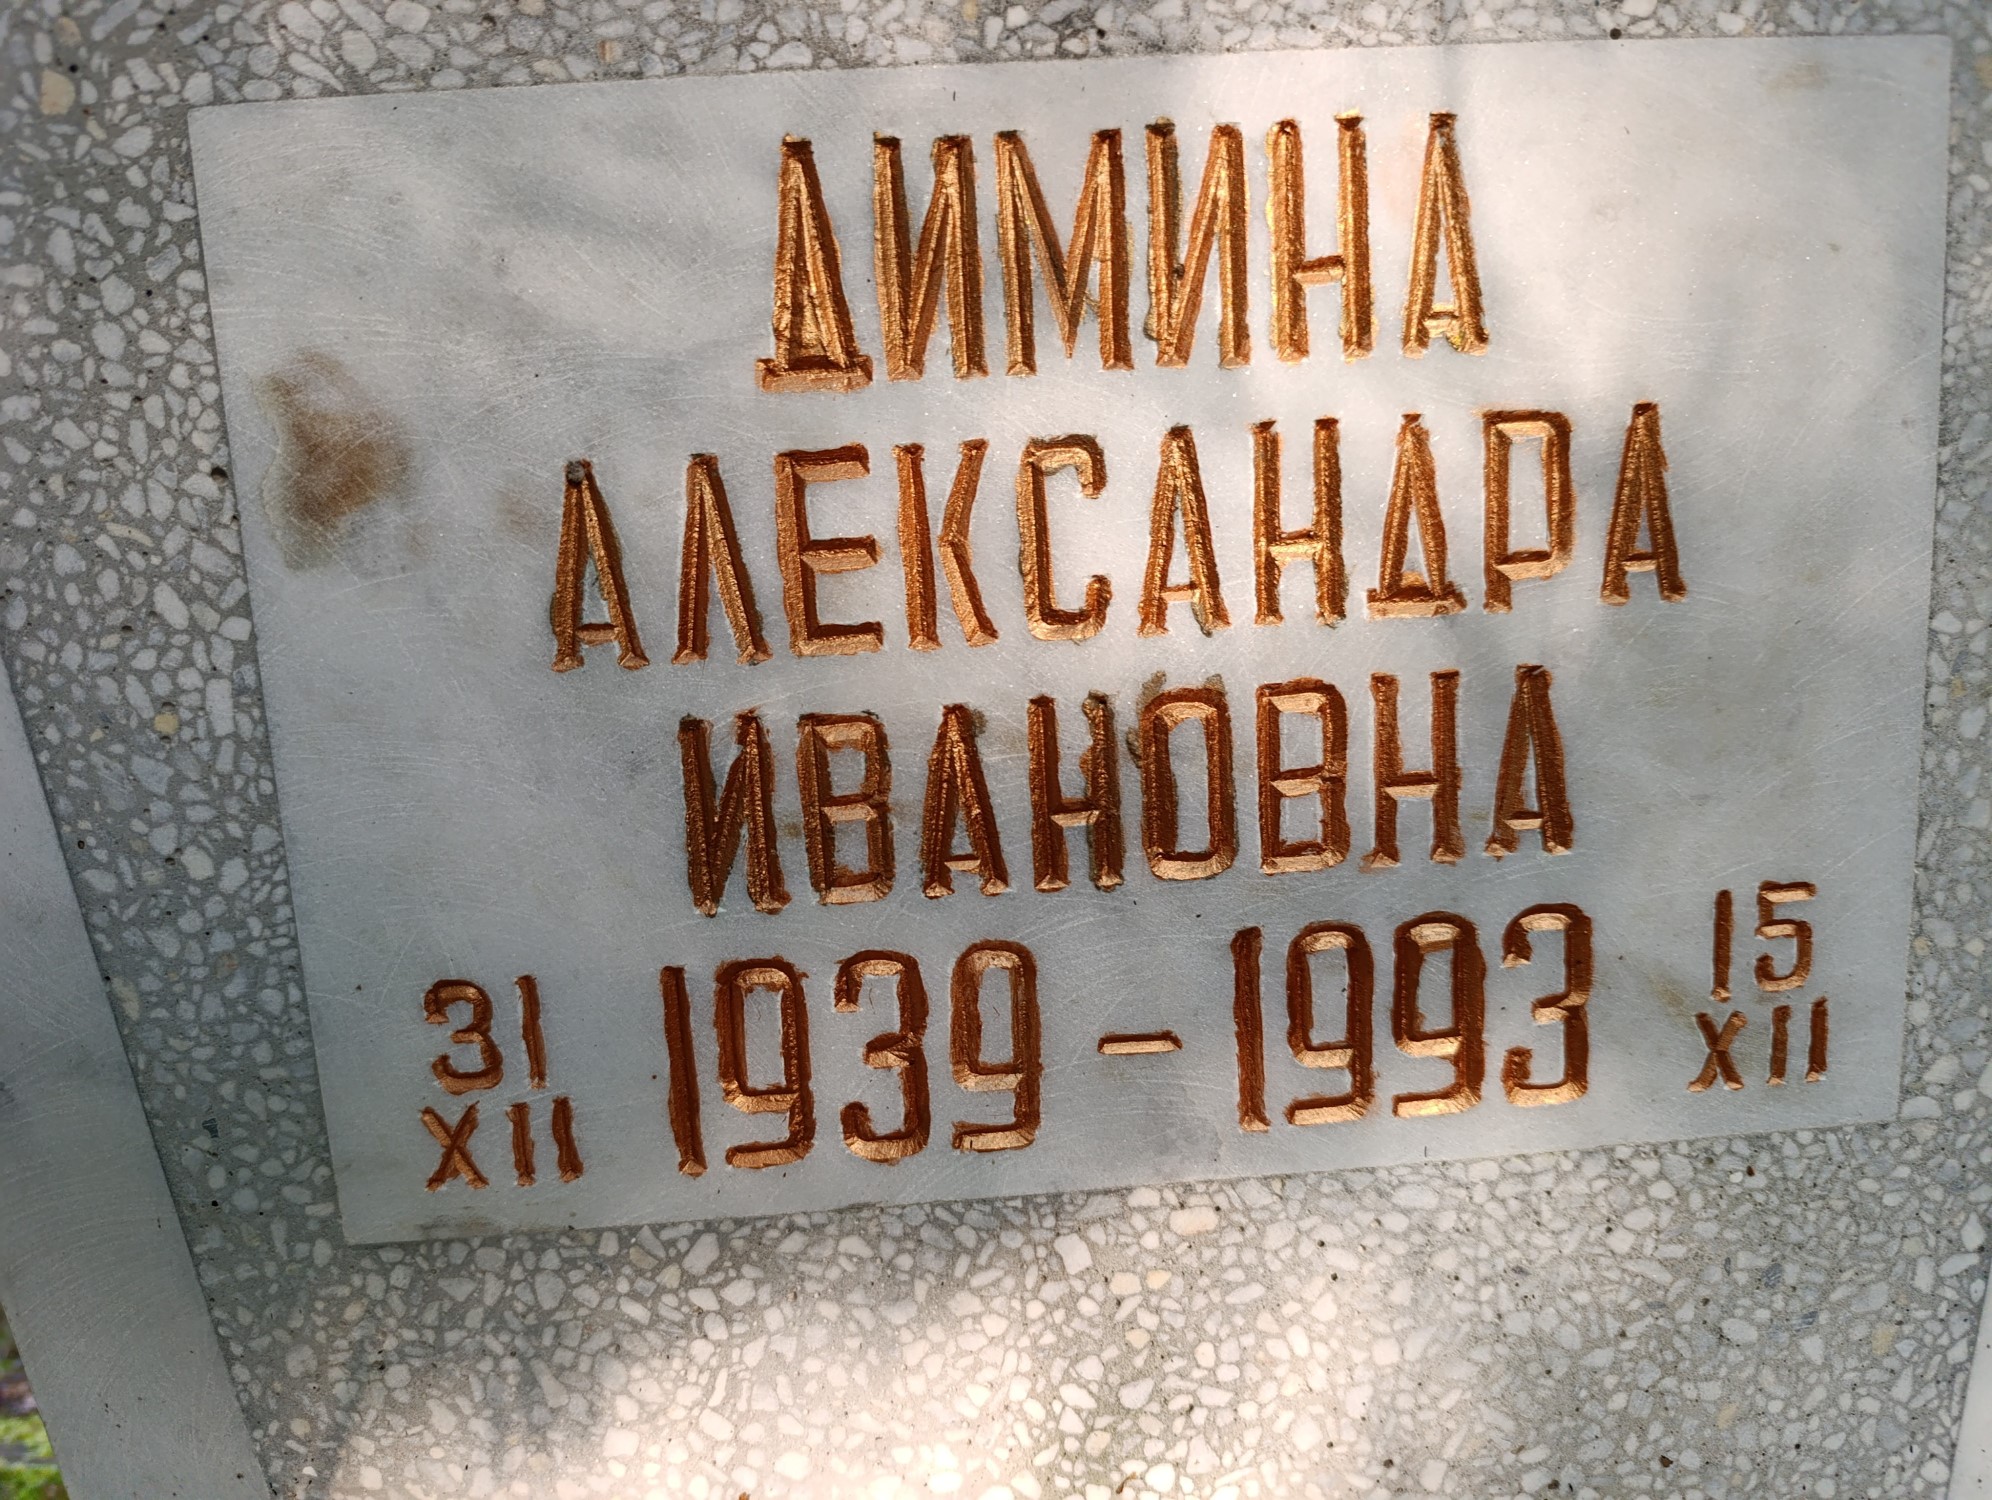 ДИМИНА
АЛЕКСАНДРА
ИВАНОВНА
31 XII 1939 – 1993 15 XII